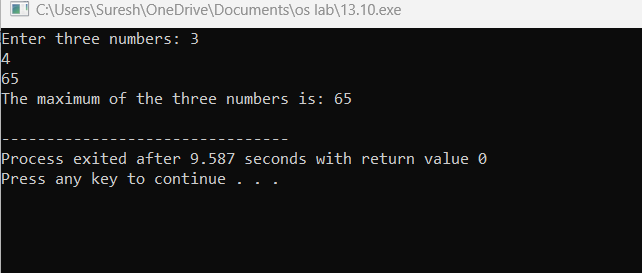 C:\Users\Suresh\OneDrive\Documents\os lab\13.10.exe
Enter three numbers: 3
4
65
The maximum of the three numbers is: 65
--------------------------------
Process exited after 9.587 seconds with return value 0
Press any key to continue . . .